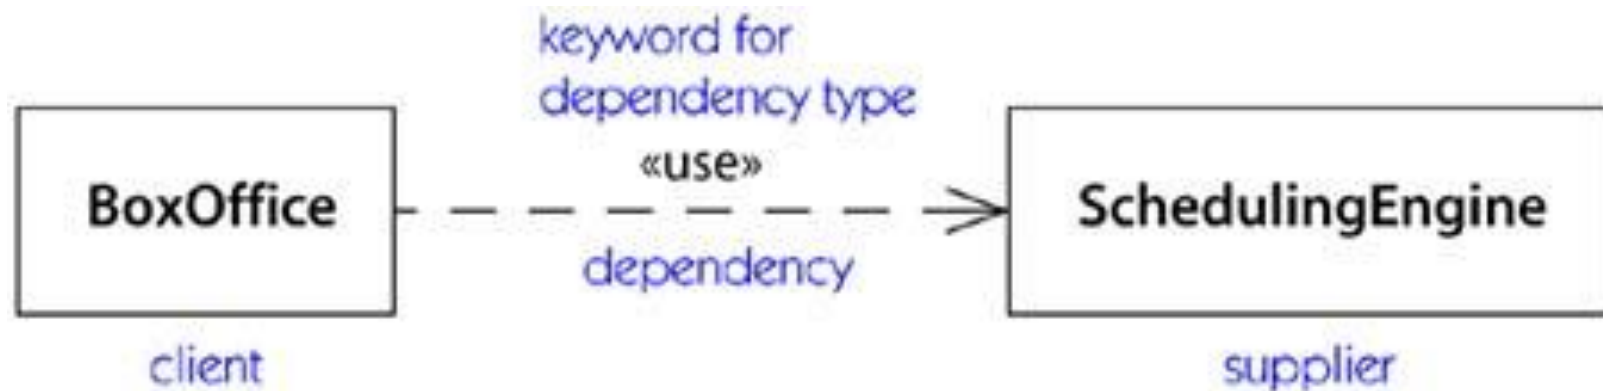 keyword for
dependency type
«use»
BoxOffice
SchedulingEngine
dependency
client
supplier